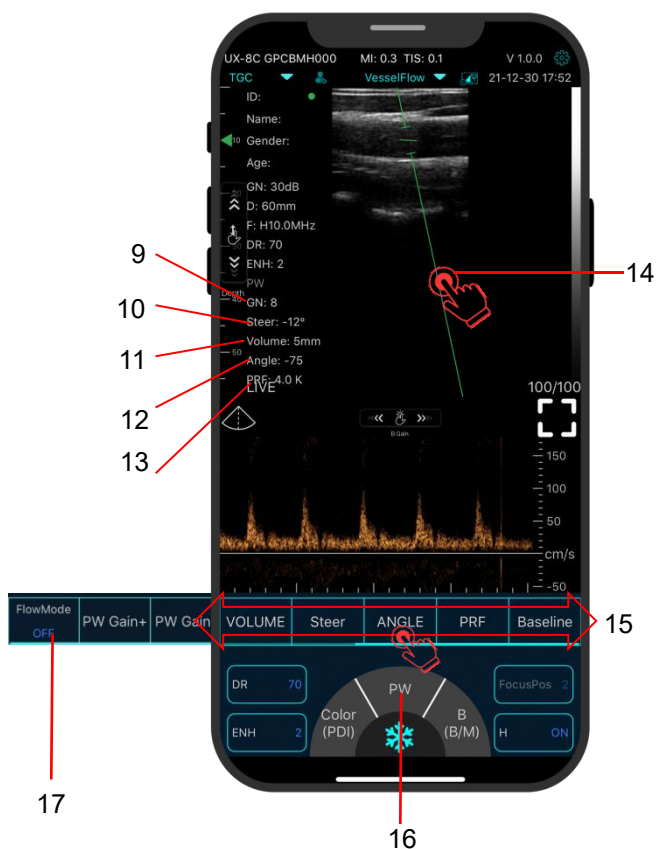 UX-8C GPCBMH000 MI: 0.3 TIS: 0.1 V 1.0.0
TGC VesselFlow 21-12-30 17:52
ID:
Name:
10 Gender:
Age:
GN: 30dB
D: 60mm
F: H10.0MHz
DR: 70
ENH: 2
PW
Depth
40
GN: 8
Steer: -12°
Volume: 5mm
50
Angle: -75
PRF: 4.0 K
LIVE
100/100
B Gain
9
10
11
12
13
14
150
100
50
cm/s
-50
FlowMode
OFF
PW Gain+ PW Gain VOLUME Steer ANGLE PRF Baseline
15
DR 70
ENH 2
Color
(PDI)
PW
B
(B/M)
FocusPos 2
H ON
17
16